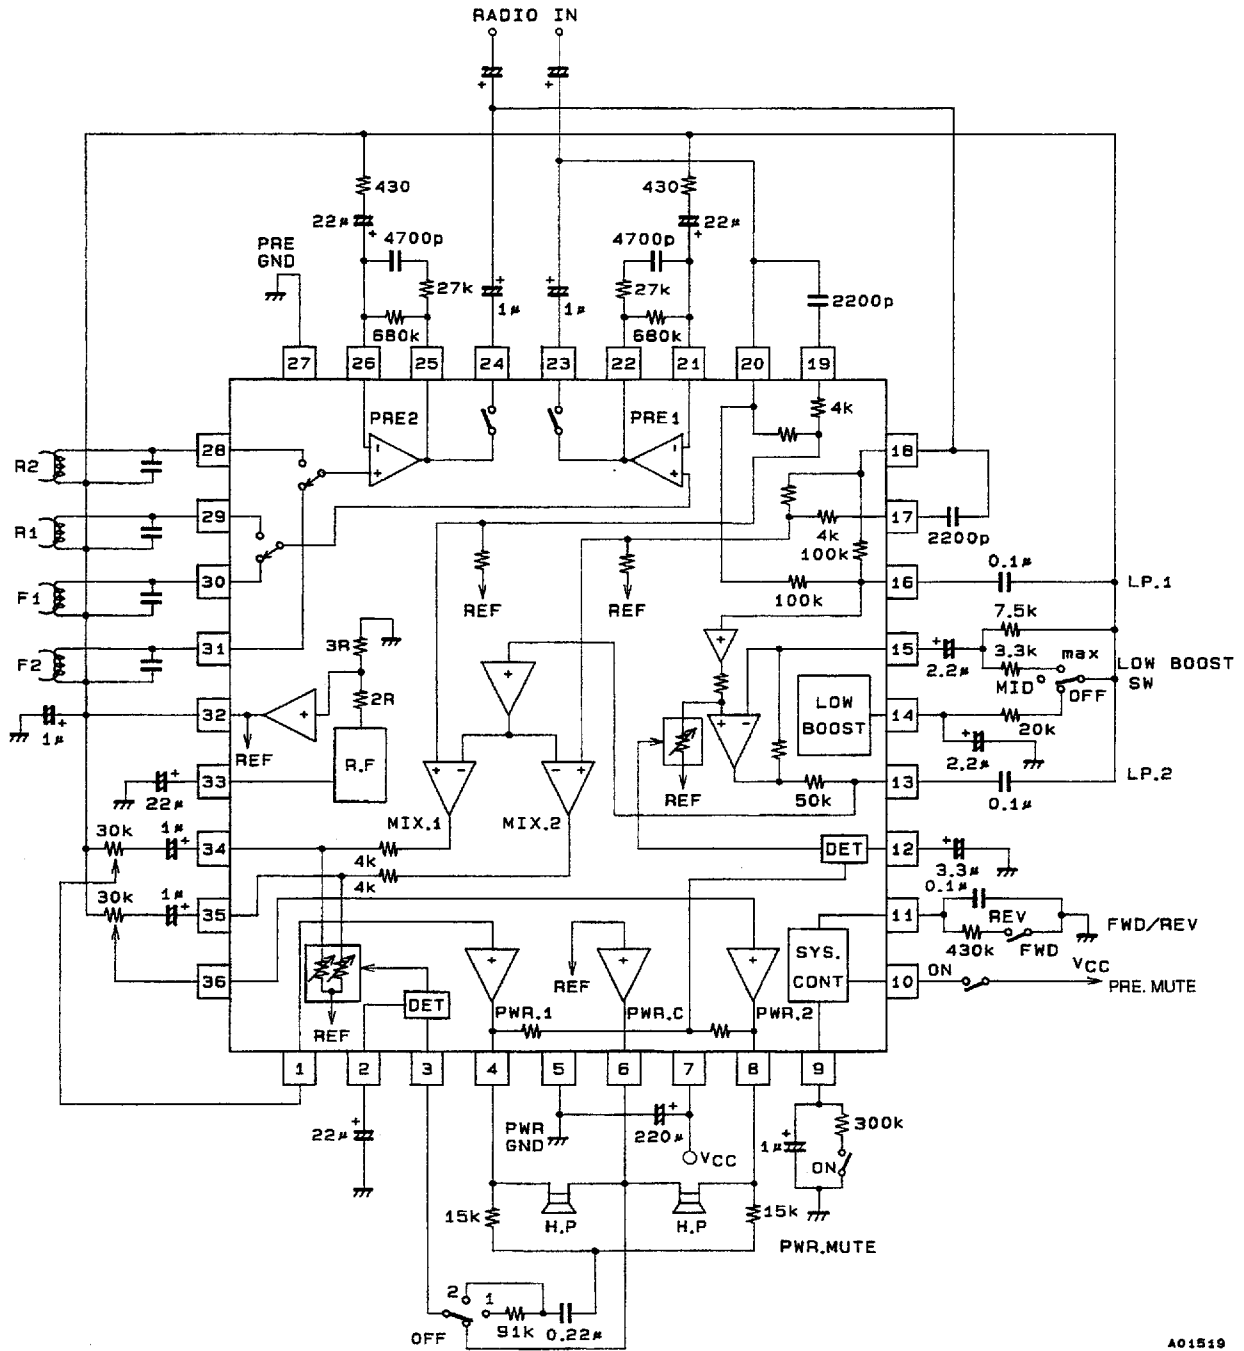 RADIO IN
+ +
430 430
22μ 22μ
+ +
4700p 4700p
PRE
GND
27k 27k
+ +
1μ 1μ
2200p
680k 680k
27 26 25 24 23 22 21 20 19
PRE2 PRE1 4k
28 18
R2
29 17
R1
4k 2200p
100k
0.1μ
30 16 LP.1
F1
REF REF 100k
7.5k
3R
31 15
F2
2.2μ 3.3k max LOW BOOST
SW
MID OFF
2R
LOW
BOOST
32 14
20k
1μ REF
R.F
2.2μ
33 13 LP.2
22μ REF 50k 0.1μ
MIX.1 MIX.2
30k 1μ
34 4k DET 12
3.3μ
30k 1μ
35 4k 0.1μ
11 REV FWD/REV
430k FWD
SYS.
CONT
36 REF 10 ON VCC
PRE. MUTE
DET
REF PWR.1 PWR.C PWR.2
1 2 3 4 5 6 7 8 9
22μ
PWR
GND
220μ
VCC
1μ 300k
ON
15k H.P H.P 15k
PWR.MUTE
2 1
OFF 91k 0.22μ
A01519